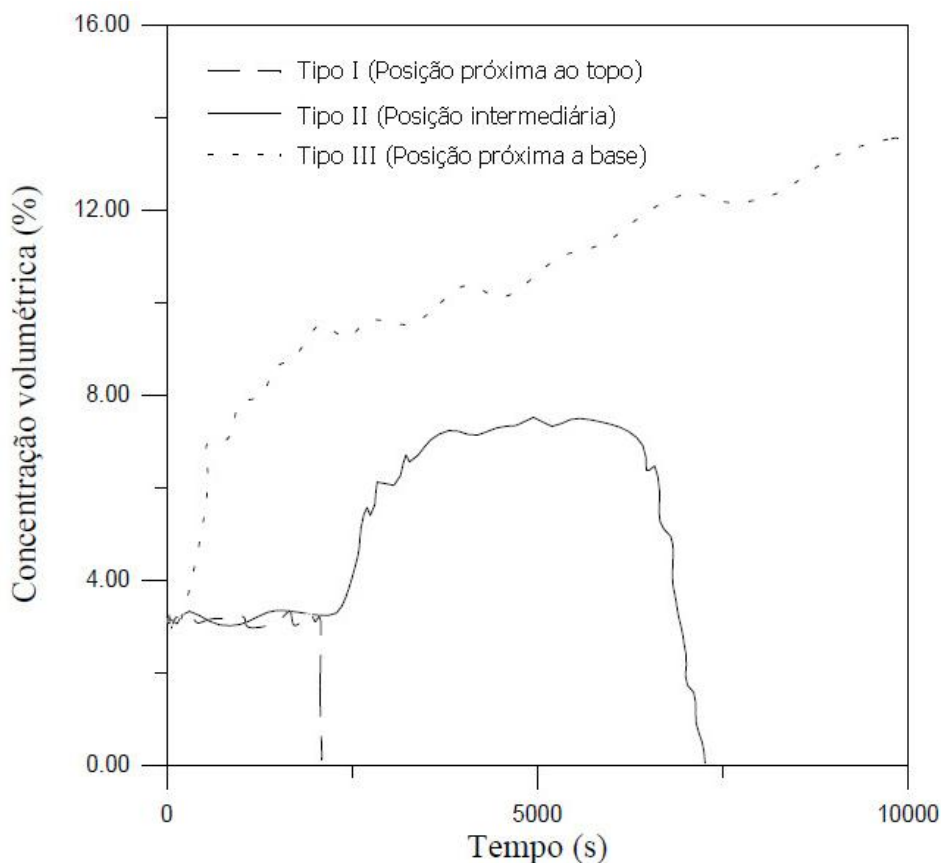 16.00
Tipo I (Posição próxima ao topo)
Tipo II (Posição intermediária)
Tipo III (Posição próxima a base)
12.00
8.00
4.00
0.00
Concentração volumétrica (%)
0
5000
10000
Tempo (s)